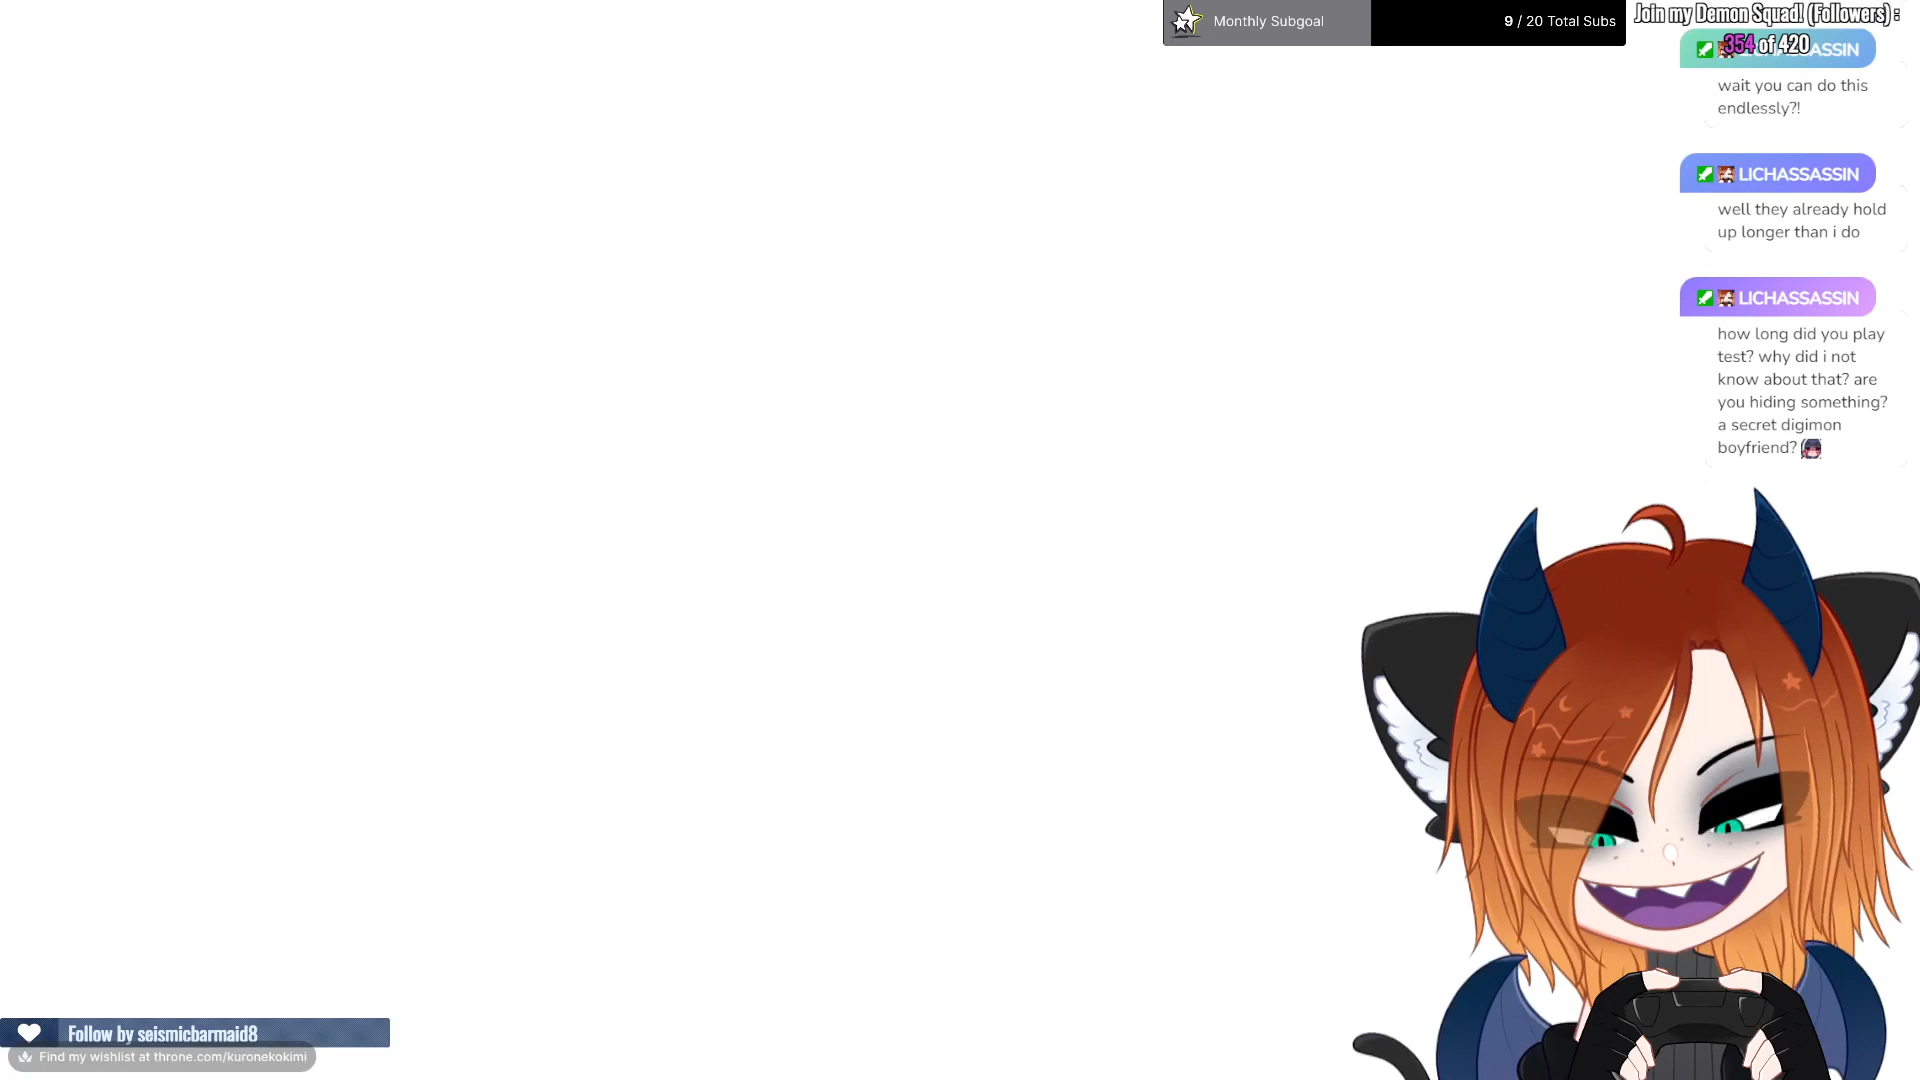 Monthly Subgoal
9 / 20 Total Subs
Join my Demon Squad! (Followers) :
354 of 420
ASSIN
wait you can do this
endlessly?!
LICHASSASSIN
well they already hold
up longer than i do
LICHASSASSIN
how long did you play
test? why did i not
know about that? are
you hiding something?
a secret digimon
boyfriend?
Follow by seismicbarmaid8
Find my wishlist at throne.com/kuronekokimi